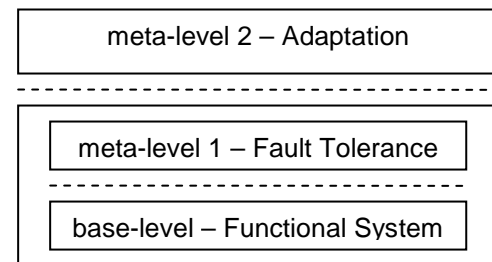 meta-level 2 – Adaptation
meta-level 1 – Fault Tolerance
base-level – Functional System